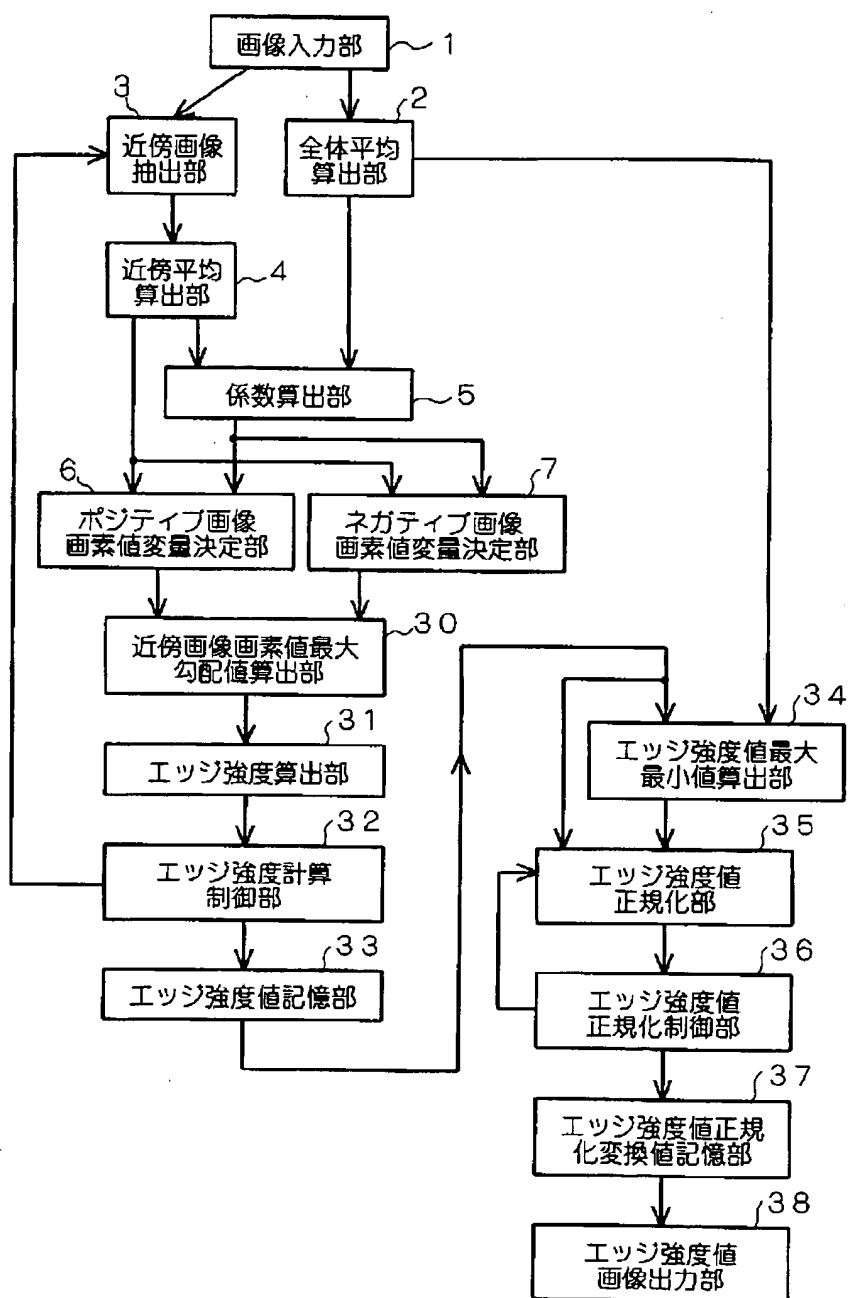 画像入力部
1
3
近傍画像
抽出部
2
全体平均
算出部
近傍平均
算出部
4
係数算出部
5
6
ポジティブ画像
画素値変量決定部
7
ネガティブ画像
画素値変量決定部
近傍画像画素値最大
勾配値算出部
30
31
エッジ強度算出部
32
エッジ強度計算
制御部
33
エッジ強度値記憶部
34
エッジ強度値最大
最小値算出部
35
エッジ強度値
正規化部
36
エッジ強度値
正規化制御部
37
エッジ強度値正規
化変換値記憶部
38
エッジ強度値
画像出力部